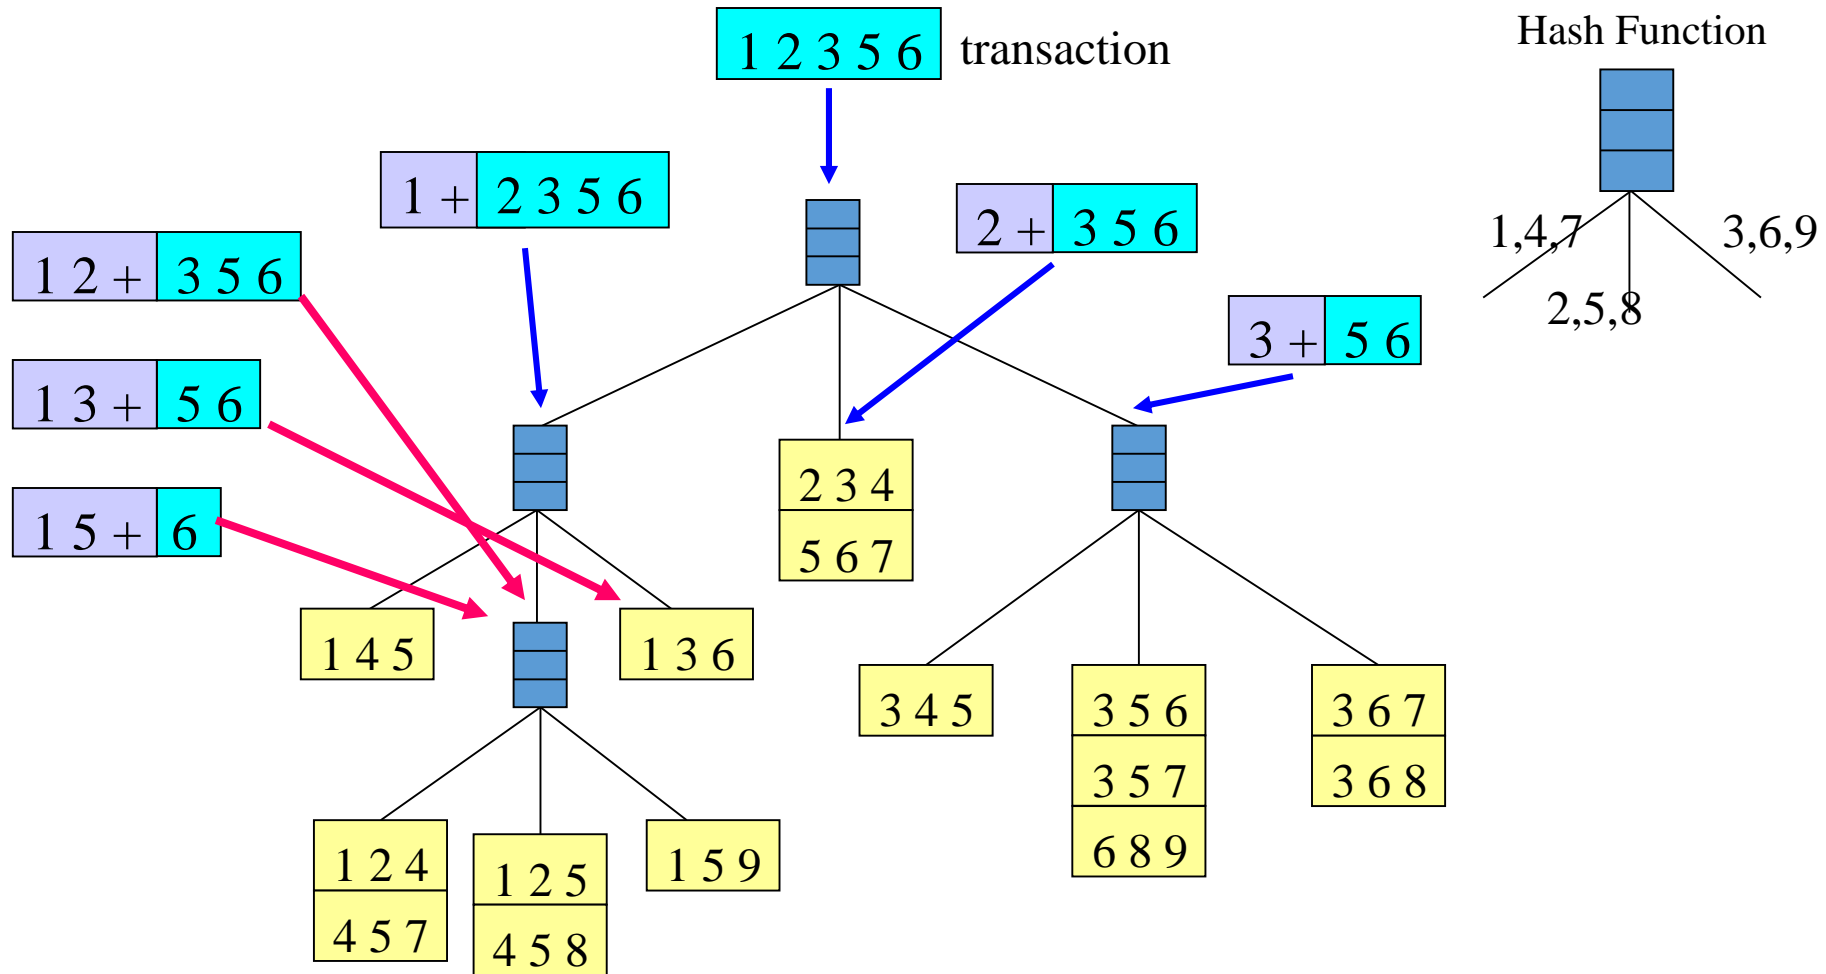 1 2 3 5 6 transaction
Hash Function
1 + 2 3 5 6
2 + 3 5 6
1,4,7
3,6,9
2,5,8
1 2 + 3 5 6
3 + 5 6
1 3 + 5 6
1 5 + 6
2 3 4
5 6 7
1 4 5
1 3 6
3 4 5
3 5 6
3 5 7
6 8 9
3 6 7
3 6 8
1 2 4
4 5 7
1 2 5
4 5 8
1 5 9